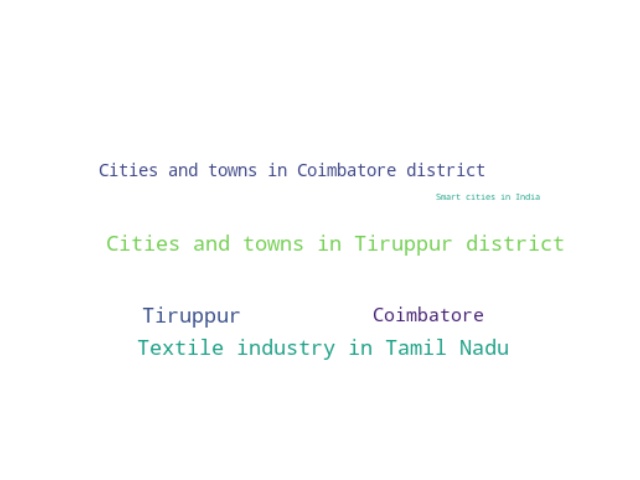 Cities and towns in Coimbatore district
Smart cities in India
Cities and towns in Tiruppur district
Tiruppur
Coimbatore
Textile industry in Tamil Nadu